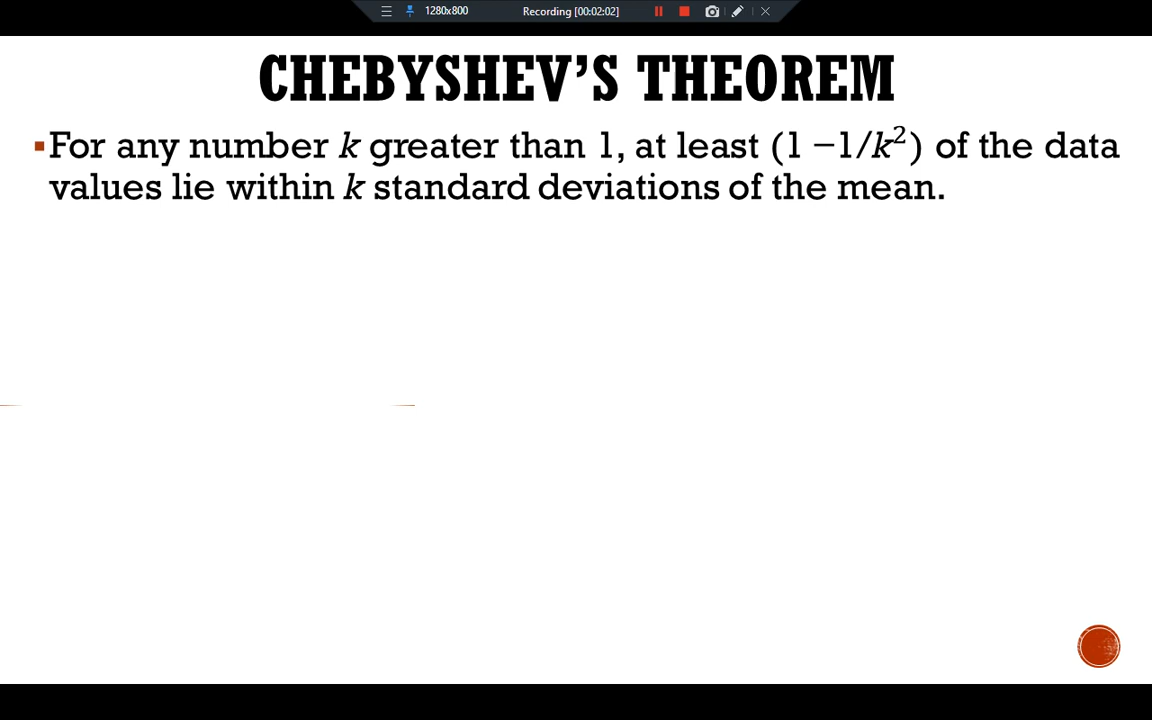 1280x800 Recording [00:02:02]
CHEBYSHEV'S THEOREM
▪For any number k greater than 1, at least (1 −1/k²) of the data
values lie within k standard deviations of the mean.